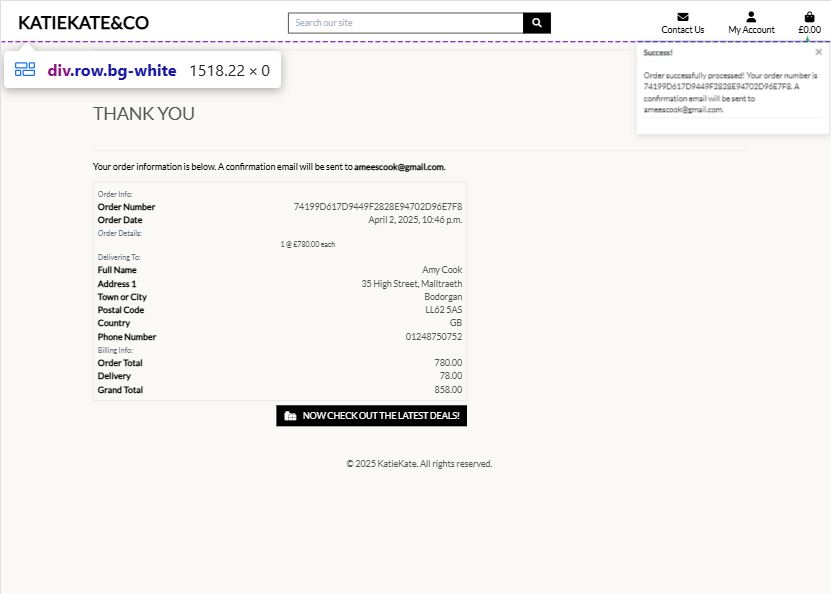 KATIEKATE&CO
Search our site
Contact Us
My Account
£0.00
div.row.bg-white 1518.22 × 0
Success!
×
Order successfully processed! Your order number is
74199D617D9449F2828E94702D96E7F8. A
confirmation email will be sent to
ameescook@gmail.com.
THANK YOU
Your order information is below. A confirmation email will be sent to ameescook@gmail.com.
Order Info:
Order Number 74199D617D9449F2828E94702D96E7F8
Order Date April 2, 2025, 10:46 p.m.
Order Details:
1 @ £780.00 each
Delivering To:
Full Name Amy Cook
Address 1 35 High Street, Malltraeth
Town or City Bodorgan
Postal Code LL62 5AS
Country GB
Phone Number 01248750752
Billing Info:
Order Total 780.00
Delivery 78.00
Grand Total 858.00
NOW CHECK OUT THE LATEST DEALS!
© 2025 KatieKate. All rights reserved.